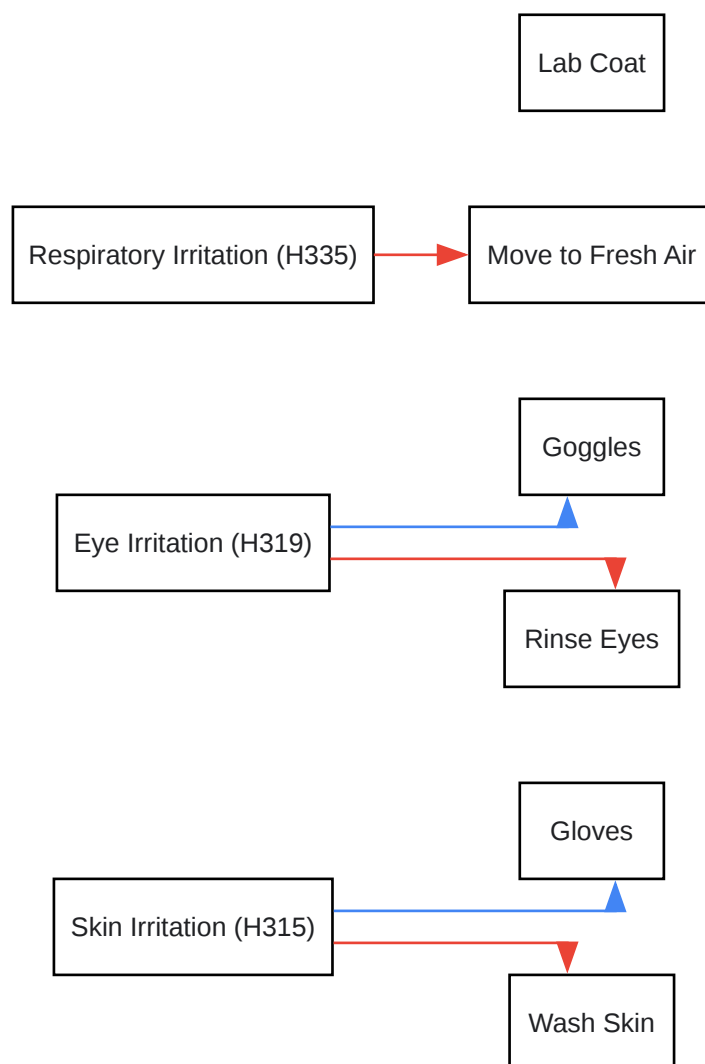 Lab Coat
Respiratory Irritation (H335)
Move to Fresh Air
Goggles
Eye Irritation (H319)
Rinse Eyes
Gloves
Skin Irritation (H315)
Wash Skin